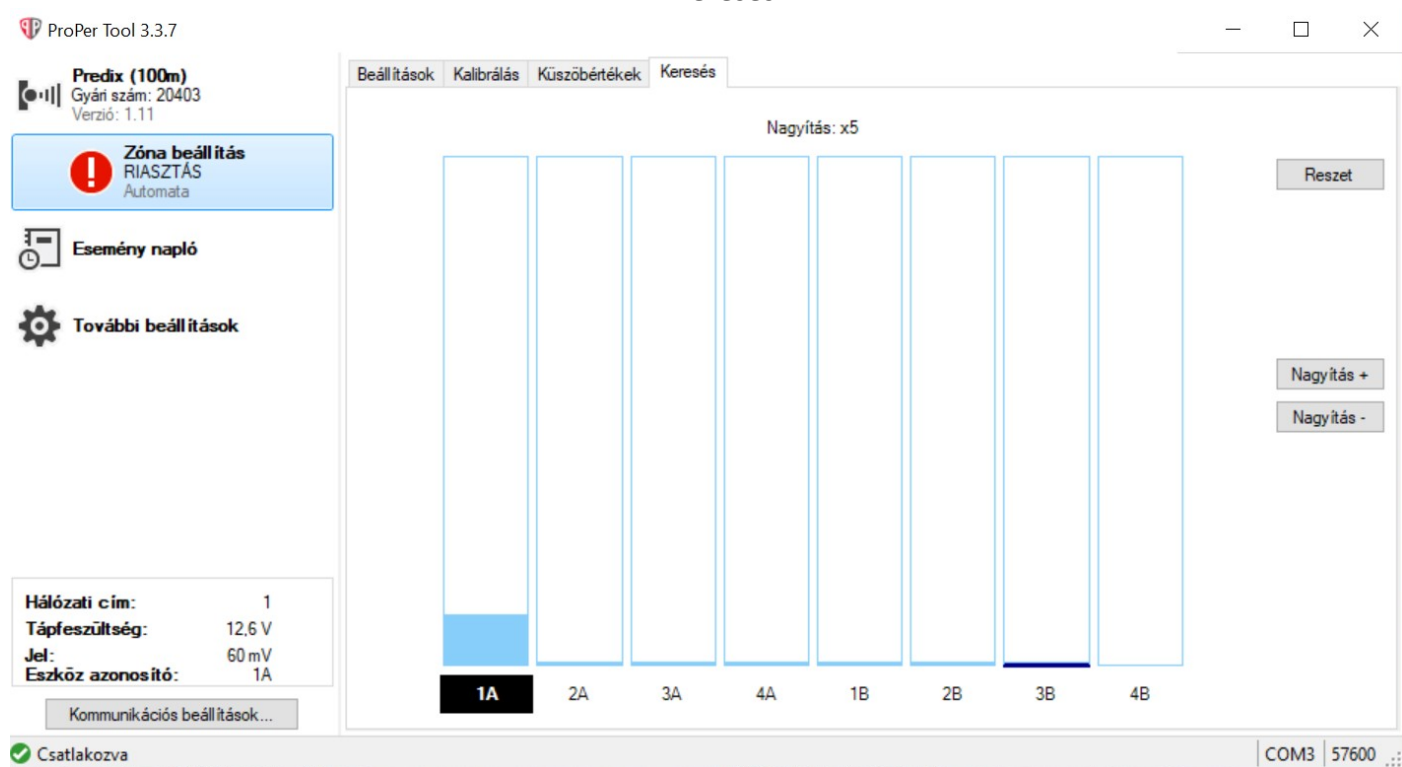 ProPer Tool 3.3.7
Predix (100m)
Gyári szám: 20403
Verzió: 1.11
Zóna beállítás
RIASZTÁS
Automata
Esemény napló
További beállítások
Hálózati cím: 1
Tápfeszültség: 12,6 V
Jel: 60 mV
Eszköz azonosító: 1A
Kommunikációs beállítások...
Beállítások Kalibrálás Küszöbértékek Keresés
Nagyítás: x5
Reszet
Nagyítás +
Nagyítás -
1A 2A 3A 4A 1B 2B 3B 4B
Csatlakozva COM3 57600